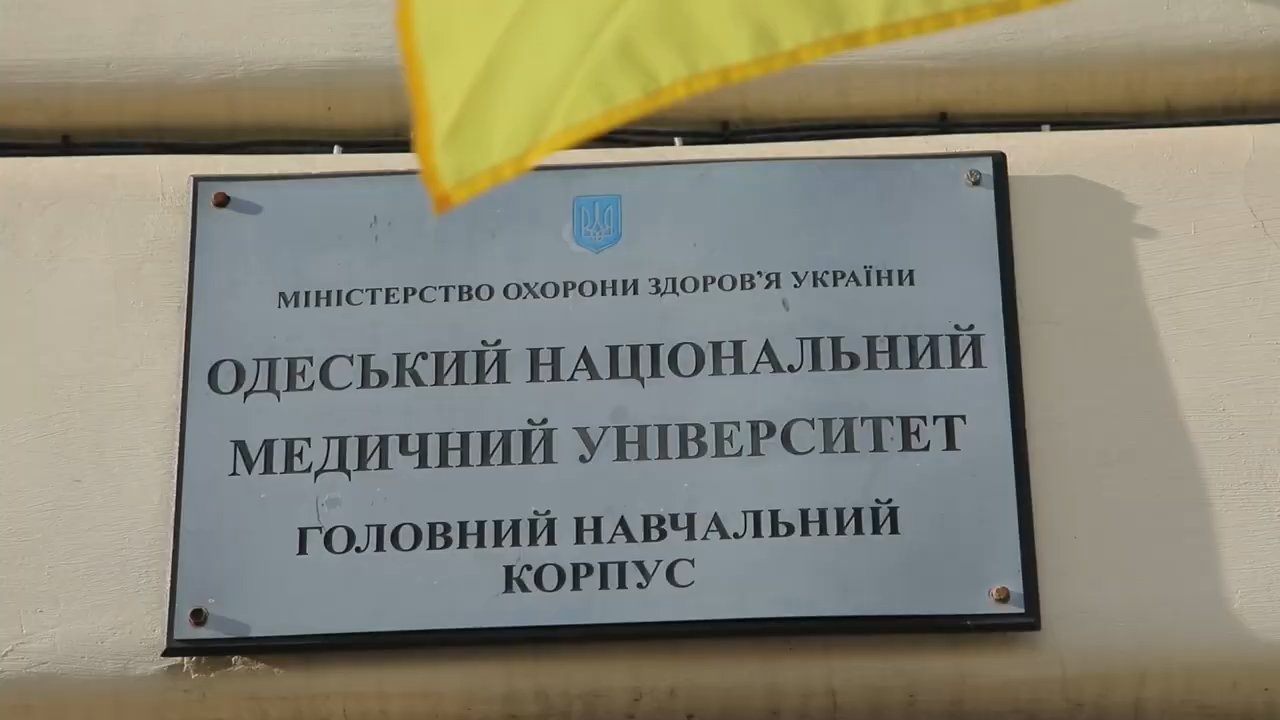 МІНІСТЕРСТВО ОХОРОНИ ЗДОРОВ'Я УКРАЇНИ
ОДЕСЬКИЙ НАЦІОНАЛЬНИЙ
МЕДИЧНИЙ УНІВЕРСИТЕТ
ГОЛОВНИЙ НАВЧАЛЬНИЙ
КОРПУС